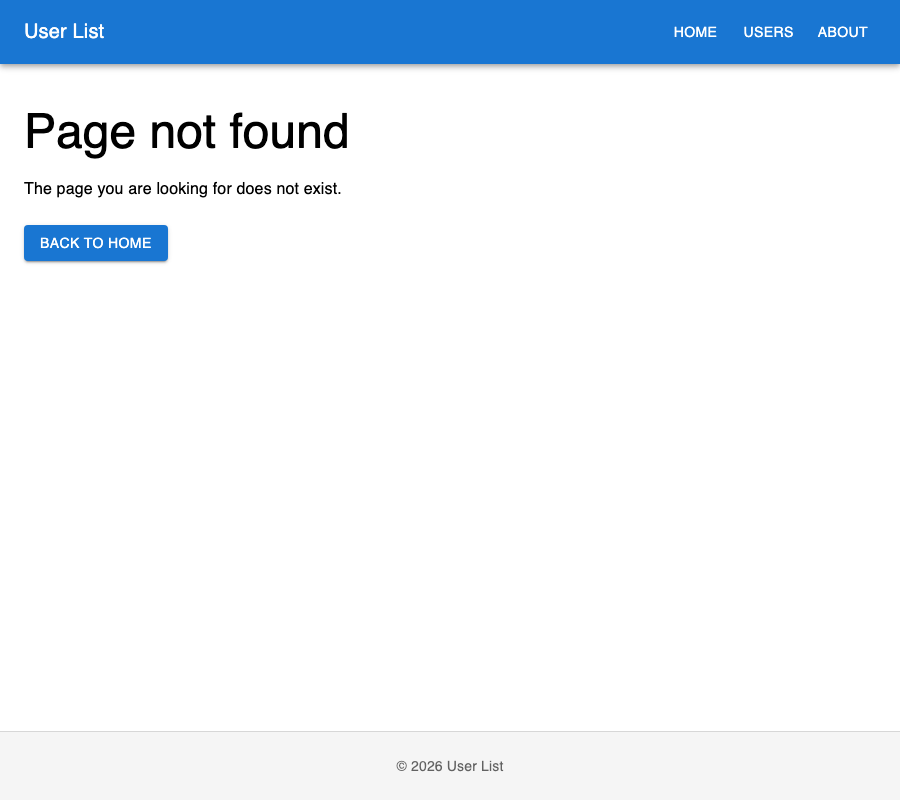 User List
HOME USERS ABOUT
Page not found
The page you are looking for does not exist.
BACK TO HOME
© 2026 User List